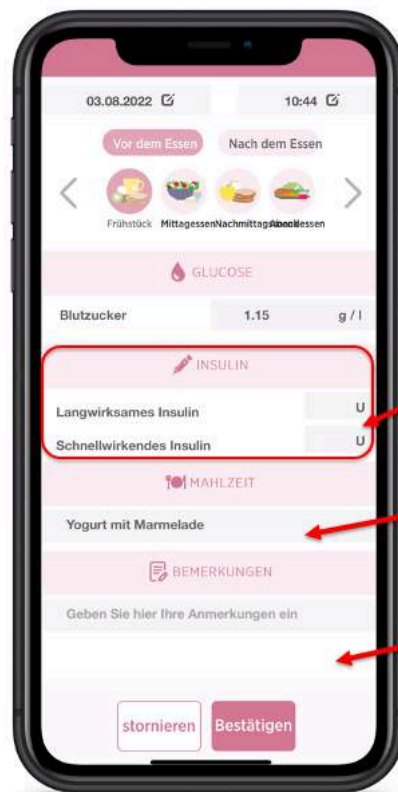 03.08.2022 10:44
Vor dem Essen Nach dem Essen
Frühstück Mittagessen Nachmittags
GLUCOSE
Blutzucker 1.15 g / l
INSULIN
Langwirksames Insulin U
Schnellwirkendes Insulin U
MAHLZEIT
Yogurt mit Marmelade
BEMERKUNGEN
Geben Sie hier Ihre Anmerkungen ein
stornieren Bestätigen